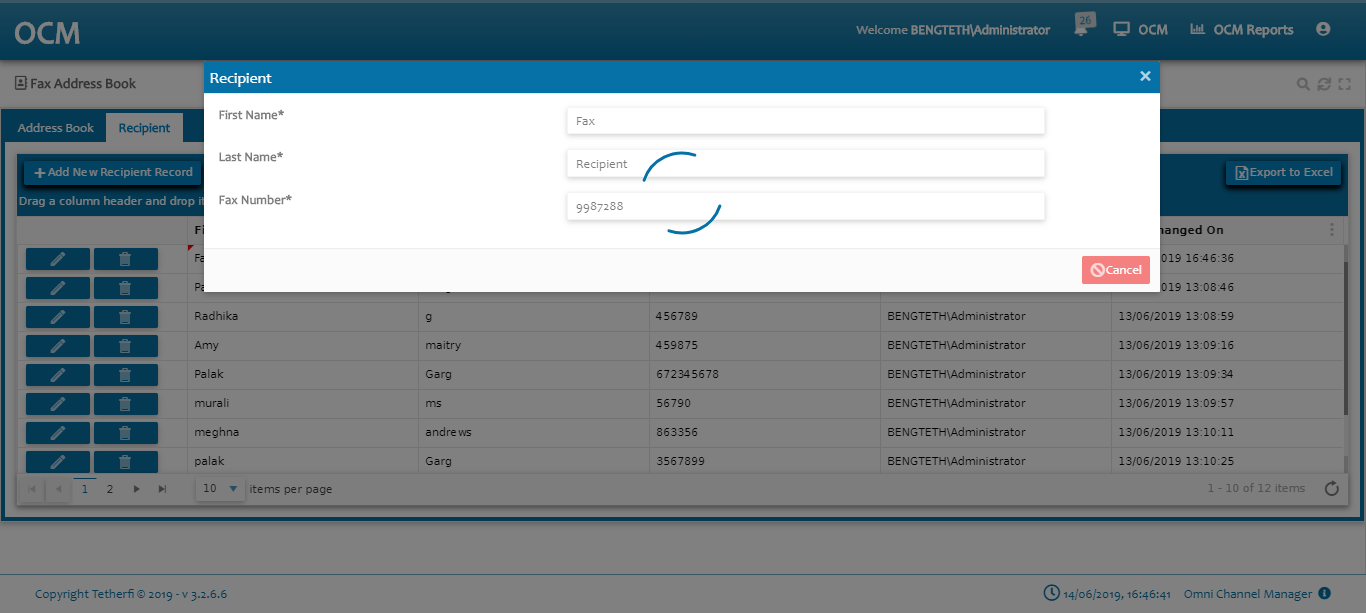 OCM
Welcome BENGTETH\Administrator
26
OCM
OCM Reports
Fax Address Book
Recipient
First Name*
Fax
Last Name*
Recipient
Fax Number*
9987288
Cancel
Address Book
Recipient
Add New Recipient Record
Export to Excel
Drag a column header and drop it
hanged On
16:46:36
13:08:46
Radhika g 456789 BENGTETH\Administrator 13/06/2019 13:08:59
Amy maitry 459875 BENGTETH\Administrator 13/06/2019 13:09:16
Palak Garg 672345678 BENGTETH\Administrator 13/06/2019 13:09:34
murali ms 56790 BENGTETH\Administrator 13/06/2019 13:09:57
meghna andrews 863356 BENGTETH\Administrator 13/06/2019 13:10:11
palak Garg 3567899 BENGTETH\Administrator 13/06/2019 13:10:25
1 2 10 items per page 1 - 10 of 12 items
Copyright Tetherfi © 2019 - v 3.2.6.6
14/06/2019, 16:46:41 Omni Channel Manager